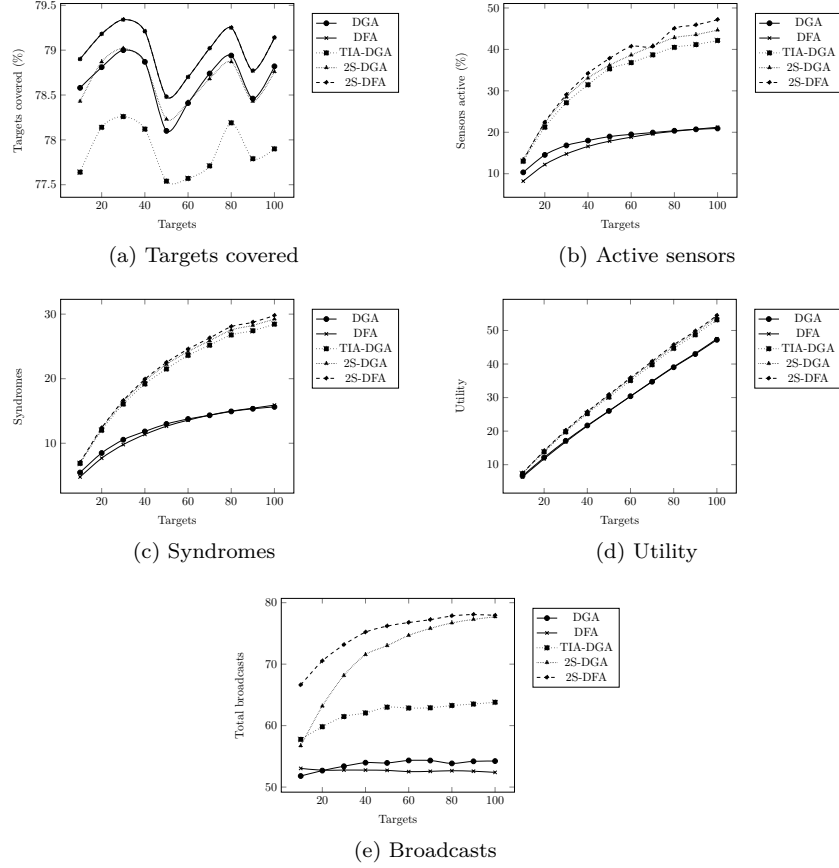 79.5
79
78.5
78
77.5
20
40
60
80
100
Targets
Targets covered (%)
DGA
DFA
TIA-DGA
2S-DGA
2S-DFA
(a) Targets covered
50
40
30
20
10
20
40
60
80
100
Targets
Sensors active (%)
DGA
DFA
TIA-DGA
2S-DGA
2S-DFA
(b) Active sensors
30
20
10
20
40
60
80
100
Targets
Syndromes
DGA
DFA
TIA-DGA
2S-DGA
2S-DFA
(c) Syndromes
50
40
30
20
10
20
40
60
80
100
Targets
Utility
DGA
DFA
TIA-DGA
2S-DGA
2S-DFA
(d) Utility
80
70
60
50
20
40
60
80
100
Targets
Total broadcasts
DGA
DFA
TIA-DGA
2S-DGA
2S-DFA
(e) Broadcasts